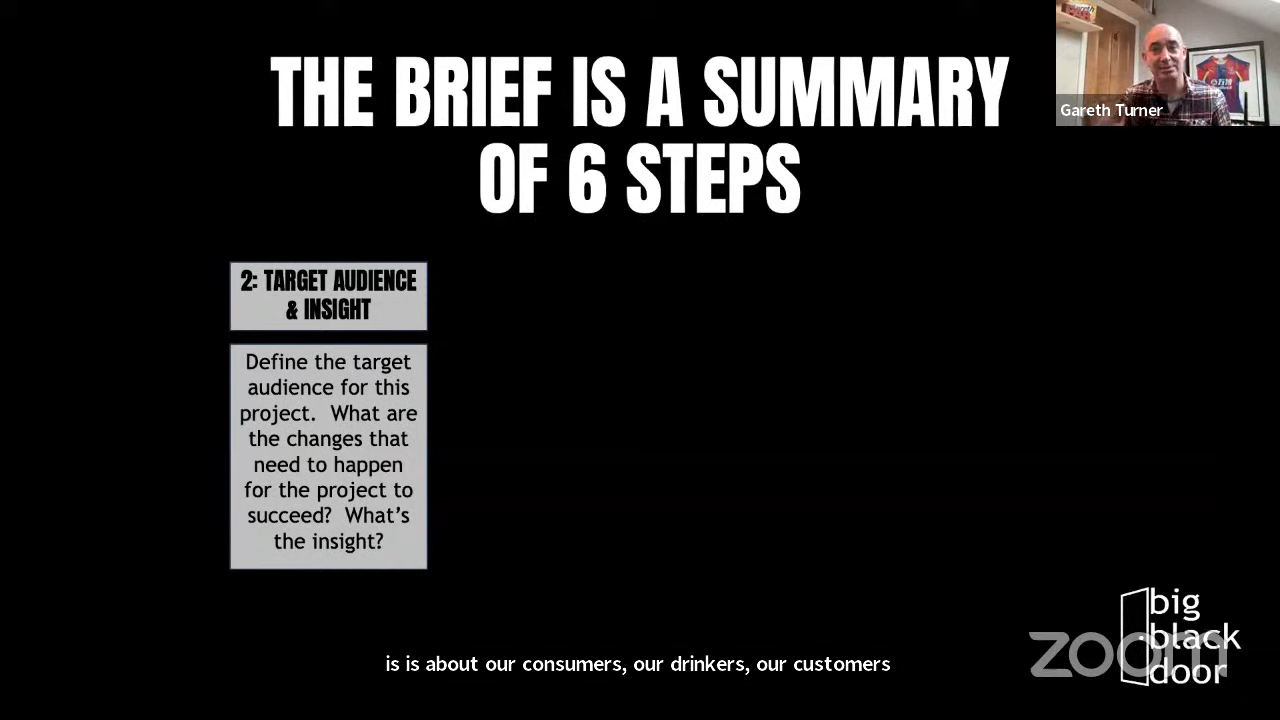 THE BRIEF IS A SUMMARY
OF 6 STEPS
Gareth Turner
2: TARGET AUDIENCE
& INSIGHT
Define the target
audience for this
project. What are
the changes that
need to happen
for the project to
succeed? What's
the insight?
big
black
door
zoom
is is about our consumers, our drinkers, our customers